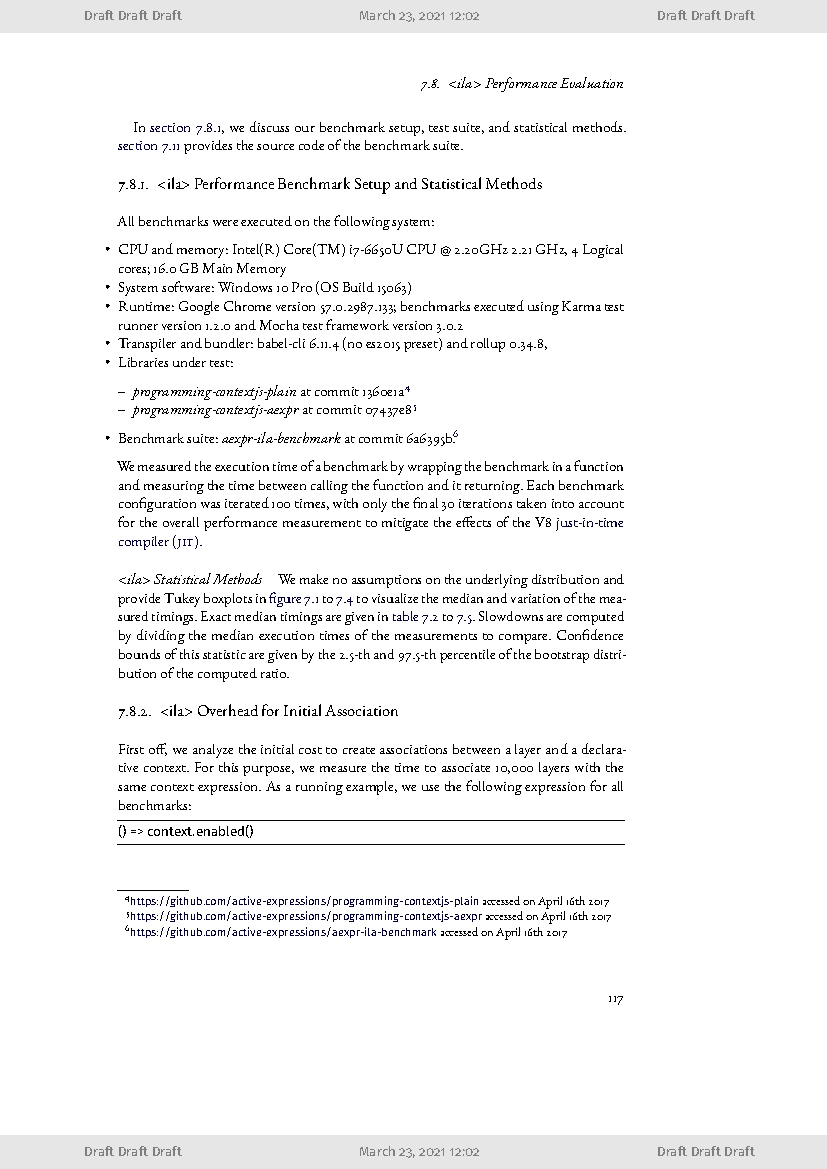 Draft Draft Draft March 23, 2021 12:02 Draft Draft Draft
7.8. <ila> Performance Evaluation
In section 7.8.1, we discuss our benchmark setup, test suite, and statistical methods.
section 7.11 provides the source code of the benchmark suite.
7.8.1. <ila> Performance Benchmark Setup and Statistical Methods
All benchmarks were executed on the following system:
• CPU and memory: Intel(R) Core(TM) i7-6650U CPU @ 2.20GHz 2.21 GHz, 4 Logical
cores; 16.0 GB Main Memory
• System software: Windows 10 Pro (OS Build 15063)
• Runtime: Google Chrome version 57.0.2987.133; benchmarks executed using Karma test
runner version 1.2.0 and Mocha test framework version 3.0.2
• Transpiler and bundler: babel-cli 6.11.4 (no es2015 preset) and rollup 0.34.8,
• Libraries under test:
– programming-contextjs-plain at commit 1360e1a⁴
– programming-contextjs-aexpr at commit 07437e8⁵
• Benchmark suite: aexpr-ila-benchmark at commit 6a6395b.⁶
We measured the execution time of a benchmark by wrapping the benchmark in a function
and measuring the time between calling the function and it returning. Each benchmark
configuration was iterated 100 times, with only the final 30 iterations taken into account
for the overall performance measurement to mitigate the effects of the V8 just-in-time
compiler (JIT).
<ila> Statistical Methods We make no assumptions on the underlying distribution and
provide Tukey boxplots in figure 7.1 to 7.4 to visualize the median and variation of the mea-
sured timings. Exact median timings are given in table 7.2 to 7.5. Slowdowns are computed
by dividing the median execution times of the measurements to compare. Confidence
bounds of this statistic are given by the 2.5-th and 97.5-th percentile of the bootstrap distri-
bution of the computed ratio.
7.8.2. <ila> Overhead for Initial Association
First off, we analyze the initial cost to create associations between a layer and a declara-
tive context. For this purpose, we measure the time to associate 10,000 layers with the
same context expression. As a running example, we use the following expression for all
benchmarks:
() => context.enabled()
⁴https://github.com/active-expressions/programming-contextjs-plain accessed on April 16th 2017
⁵https://github.com/active-expressions/programming-contextjs-aexpr accessed on April 16th 2017
⁶https://github.com/active-expressions/aexpr-ila-benchmark accessed on April 16th 2017
117
Draft Draft Draft March 23, 2021 12:02 Draft Draft Draft